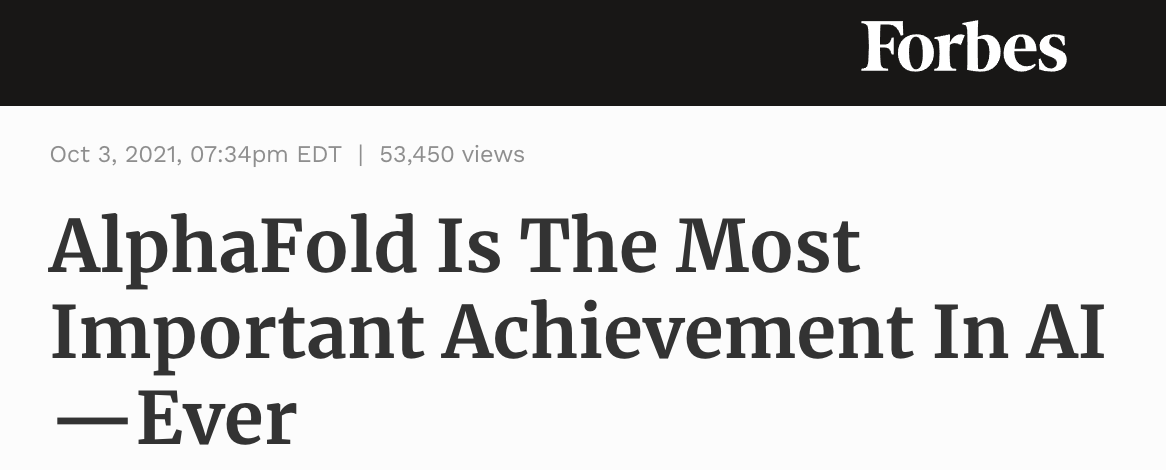 Forbes
Oct 3, 2021, 07:34pm EDT | 53,450 views
AlphaFold Is The Most
Important Achievement In AI
—Ever